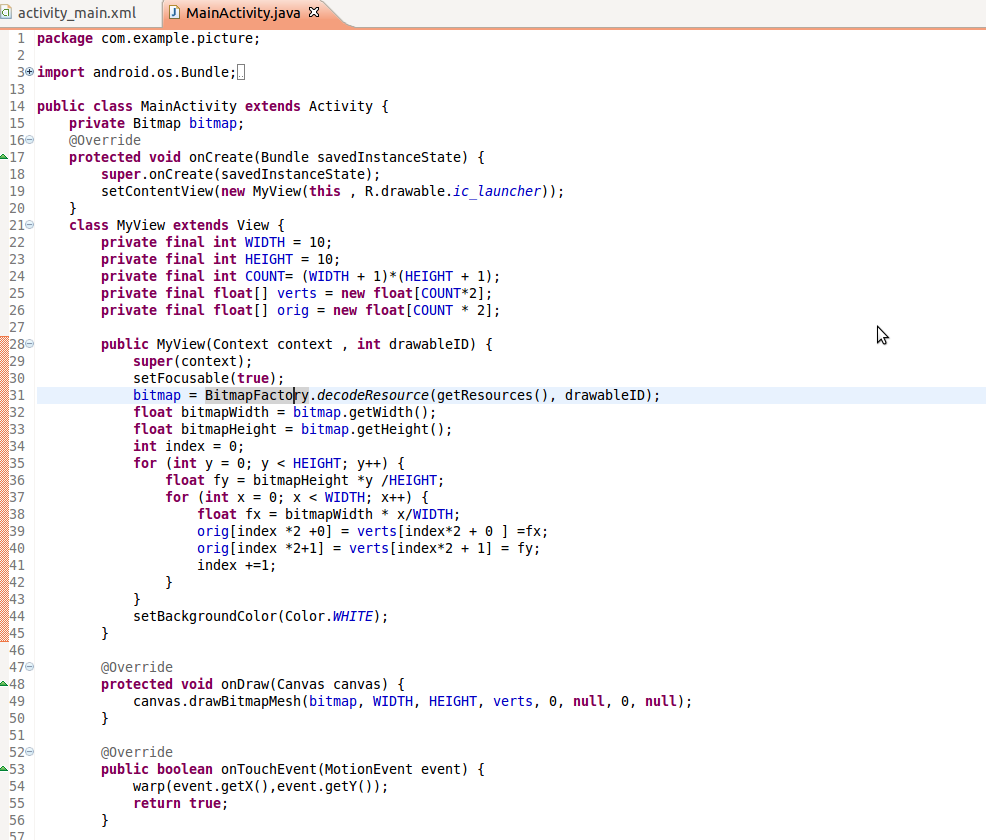 activity_main.xml MainActivity.java
1 package com.example.picture;
2
3 import android.os.Bundle;
13
14 public class MainActivity extends Activity {
15     private Bitmap bitmap;
16     @Override
17     protected void onCreate(Bundle savedInstanceState) {
18         super.onCreate(savedInstanceState);
19         setContentView(new MyView(this , R.drawable.ic_launcher));
20     }
21     class MyView extends View {
22         private final int WIDTH = 10;
23         private final int HEIGHT = 10;
24         private final int COUNT= (WIDTH + 1)*(HEIGHT + 1);
25         private final float[] verts = new float[COUNT*2];
26         private final float[] orig = new float[COUNT * 2];
27
28         public MyView(Context context , int drawableID) {
29             super(context);
30             setFocusable(true);
31             bitmap = BitmapFactory.decodeResource(getResources(), drawableID);
32             float bitmapWidth = bitmap.getWidth();
33             float bitmapHeight = bitmap.getHeight();
34             int index = 0;
35             for (int y = 0; y < HEIGHT; y++) {
36                 float fy = bitmapHeight *y /HEIGHT;
37                 for (int x = 0; x < WIDTH; x++) {
38                     float fx = bitmapWidth * x/WIDTH;
39                     orig[index *2 +0] = verts[index*2 + 0 ] =fx;
40                     orig[index *2+1] = verts[index*2 + 1] = fy;
41                     index +=1;
42                 }
43             }
44             setBackgroundColor(Color.WHITE);
45         }
46
47         @Override
48         protected void onDraw(Canvas canvas) {
49             canvas.drawBitmapMesh(bitmap, WIDTH, HEIGHT, verts, 0, null, 0, null);
50         }
51
52         @Override
53         public boolean onTouchEvent(MotionEvent event) {
54             warp(event.getX(),event.getY());
55             return true;
56         }
57